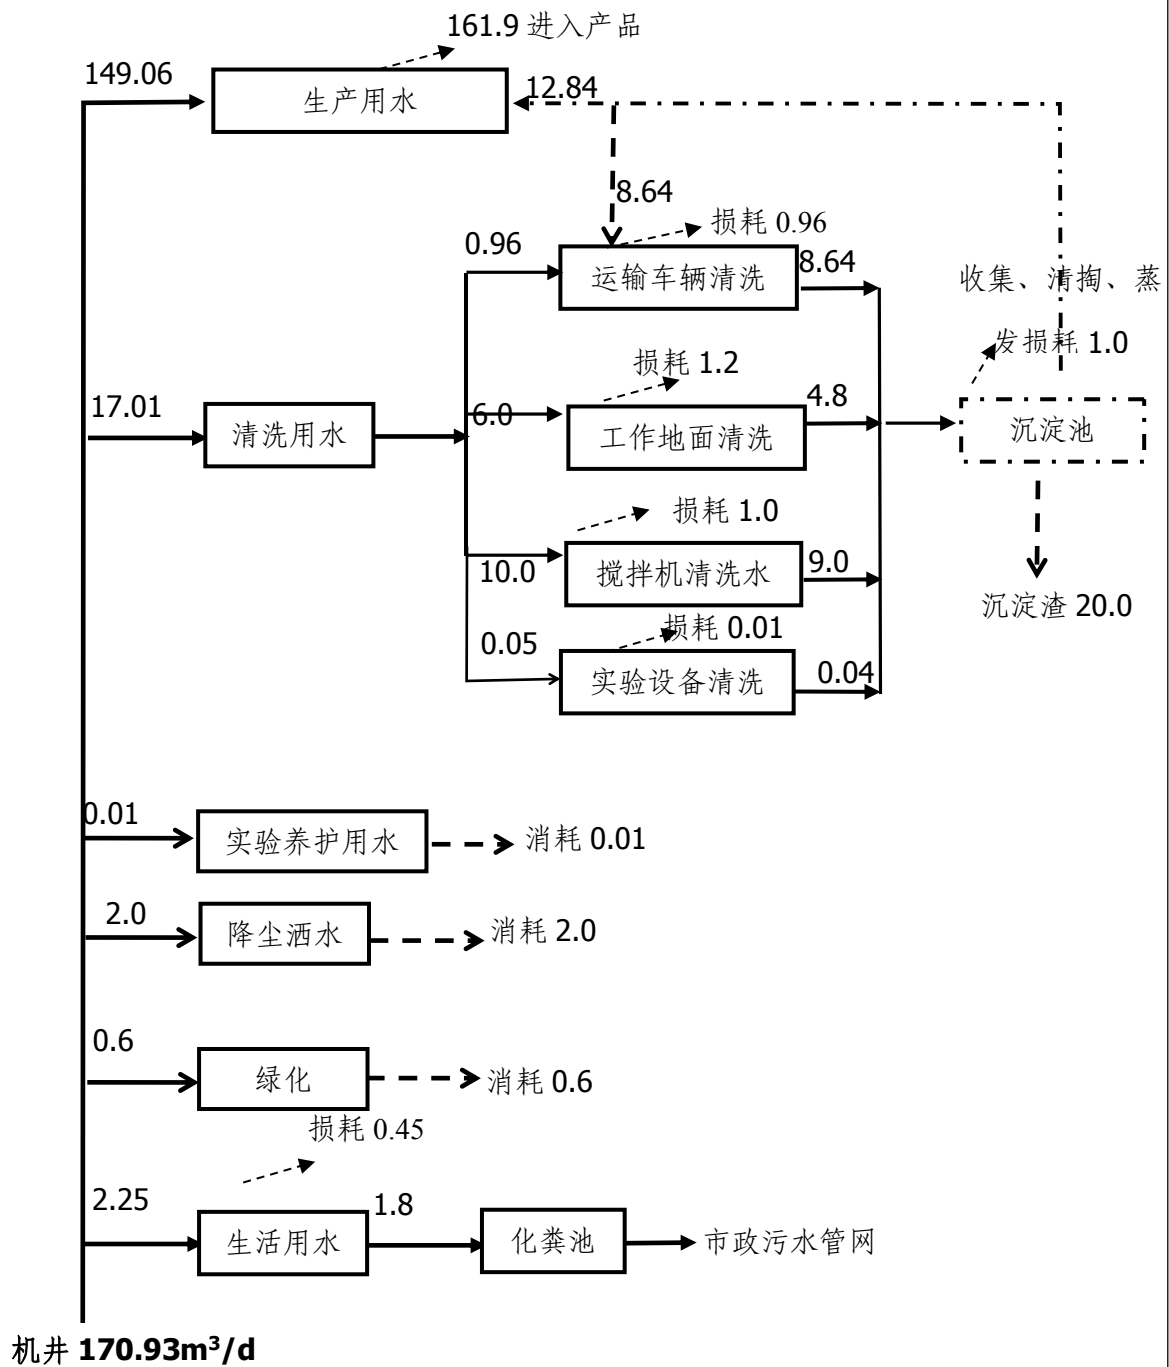 161.9 进入产品
149.06
生产用水
12.84
8.64
损耗 0.96
0.96
运输车辆清洗
8.64
收集、清掏、蒸
发损耗 1.0
损耗 1.2
17.01
清洗用水
6.0
工作地面清洗
4.8
沉淀池
损耗 1.0
10.0
搅拌机清洗水
9.0
沉淀渣 20.0
损耗 0.01
0.05
实验设备清洗
0.04
0.01
实验养护用水
消耗 0.01
2.0
降尘洒水
消耗 2.0
0.6
绿化
消耗 0.6
损耗 0.45
2.25
生活用水
1.8
化粪池
市政污水管网
机井 170.93m³/d